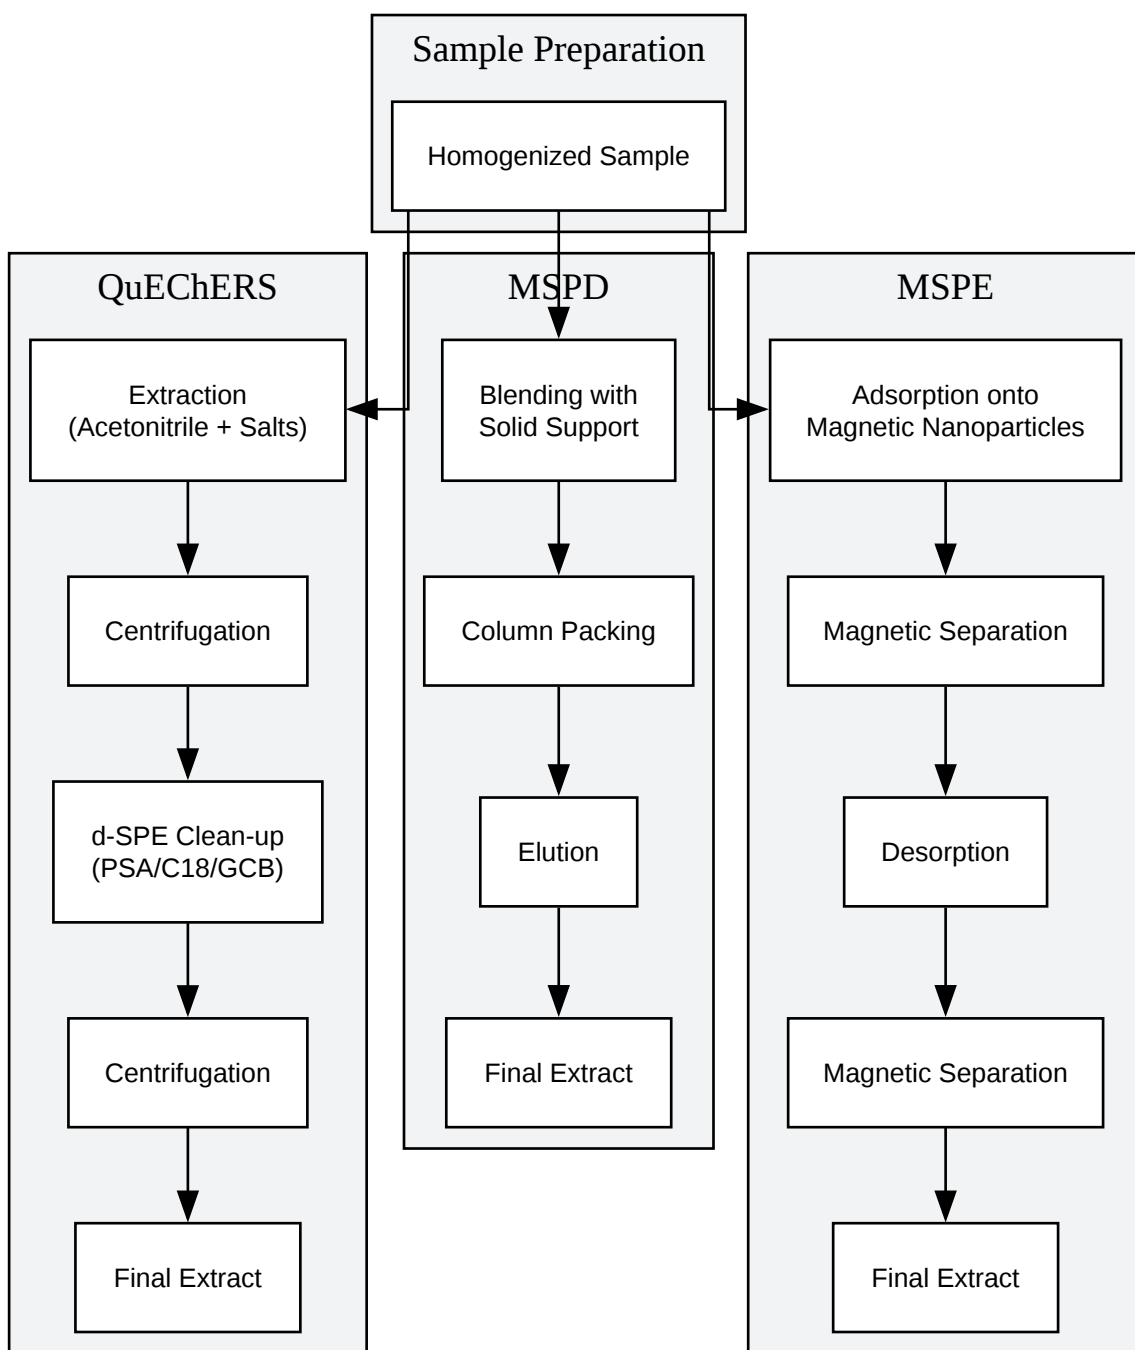 Sample Preparation
Homogenized Sample
QuEChERS
Extraction
(Acetonitrile + Salts)
Centrifugation
d-SPE Clean-up
(PSA/C18/GCB)
Centrifugation
Final Extract
MSPD
Blending with
Solid Support
Column Packing
Elution
Final Extract
MSPE
Adsorption onto
Magnetic Nanoparticles
Magnetic Separation
Desorption
Magnetic Separation
Final Extract